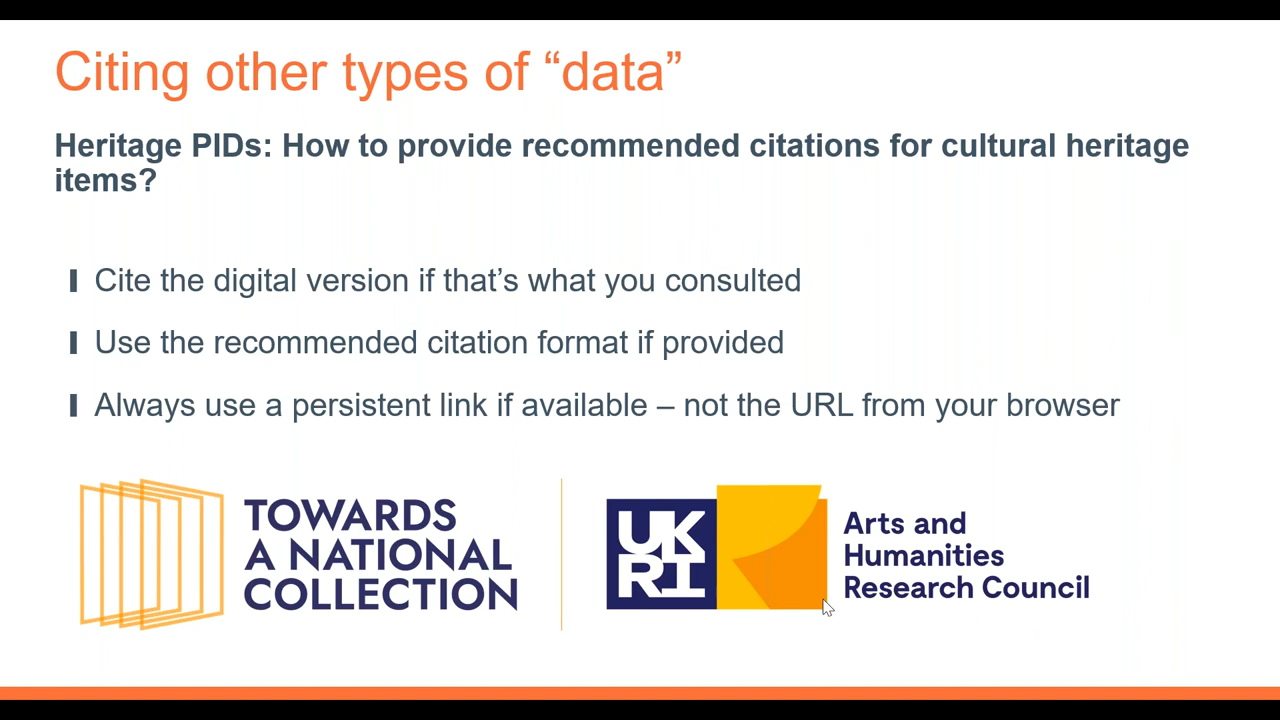 Citing other types of “data”
Heritage PIDs: How to provide recommended citations for cultural heritage
items?
Cite the digital version if that’s what you consulted
Use the recommended citation format if provided
Always use a persistent link if available – not the URL from your browser
TOWARDS
A NATIONAL
COLLECTION
UK
RI
Arts and
Humanities
Research Council